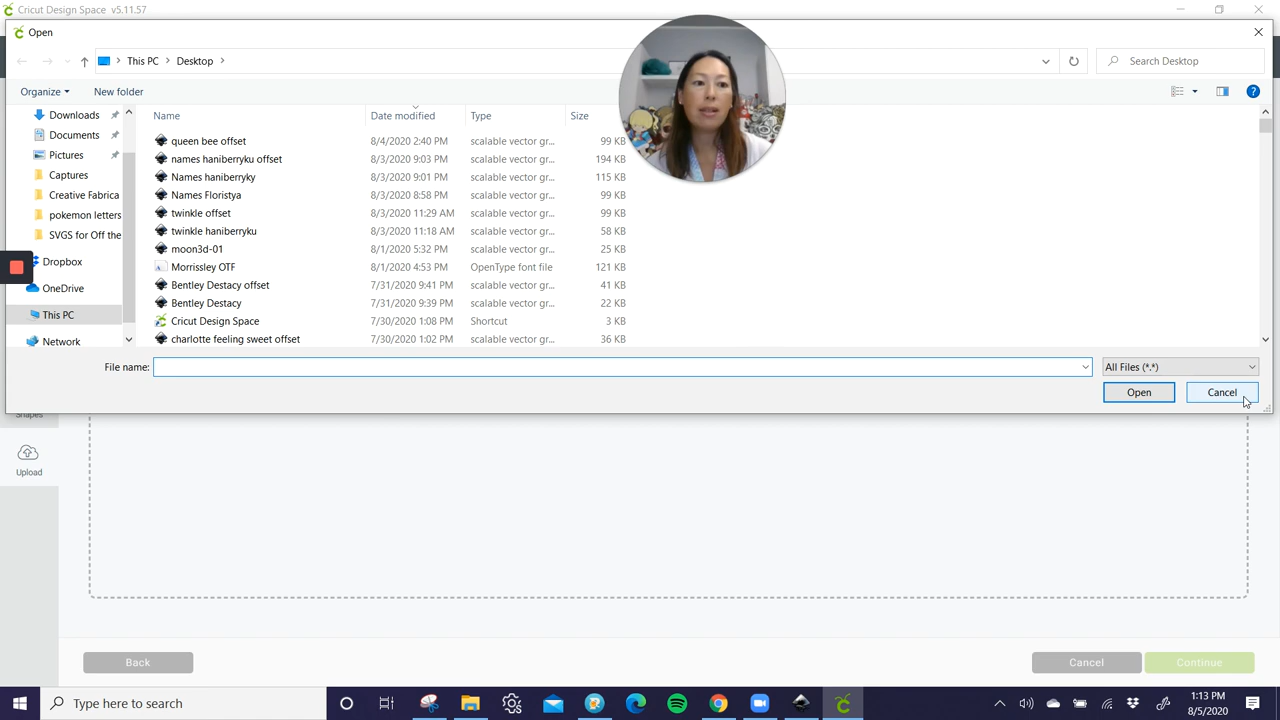 Cricut Design Space v5.11.57
Open
This PC > Desktop >
Search Desktop
Organize
New folder
Downloads
Documents
Pictures
Captures
Creative Fabrica
pokemon letters
SVGS for Off the
Dropbox
OneDrive
This PC
Network
Name Date modified Type Size
queen bee offset 8/4/2020 2:40 PM scalable vector gr... 99 KB
names haniberryku offset 8/3/2020 9:03 PM scalable vector gr... 194 KB
Names haniberryky 8/3/2020 9:01 PM scalable vector gr... 115 KB
Names Floristya 8/3/2020 8:58 PM scalable vector gr... 99 KB
twinkle offset 8/3/2020 11:29 AM scalable vector gr... 99 KB
twinkle haniberryku 8/3/2020 11:18 AM scalable vector gr... 58 KB
moon3d-01 8/1/2020 5:32 PM scalable vector gr... 25 KB
Morrissley OTF 8/1/2020 4:53 PM OpenType font file 121 KB
Bentley Destacy offset 7/31/2020 9:41 PM scalable vector gr... 41 KB
Bentley Destacy 7/31/2020 9:39 PM scalable vector gr... 22 KB
Cricut Design Space 7/30/2020 1:08 PM Shortcut 3 KB
charlotte feeling sweet offset 7/30/2020 1:02 PM scalable vector gr... 36 KB
File name:
All Files (*.*)
Open
Cancel
Shapes
Upload
Back
Cancel
Continue
Type here to search
1:13 PM
8/5/2020